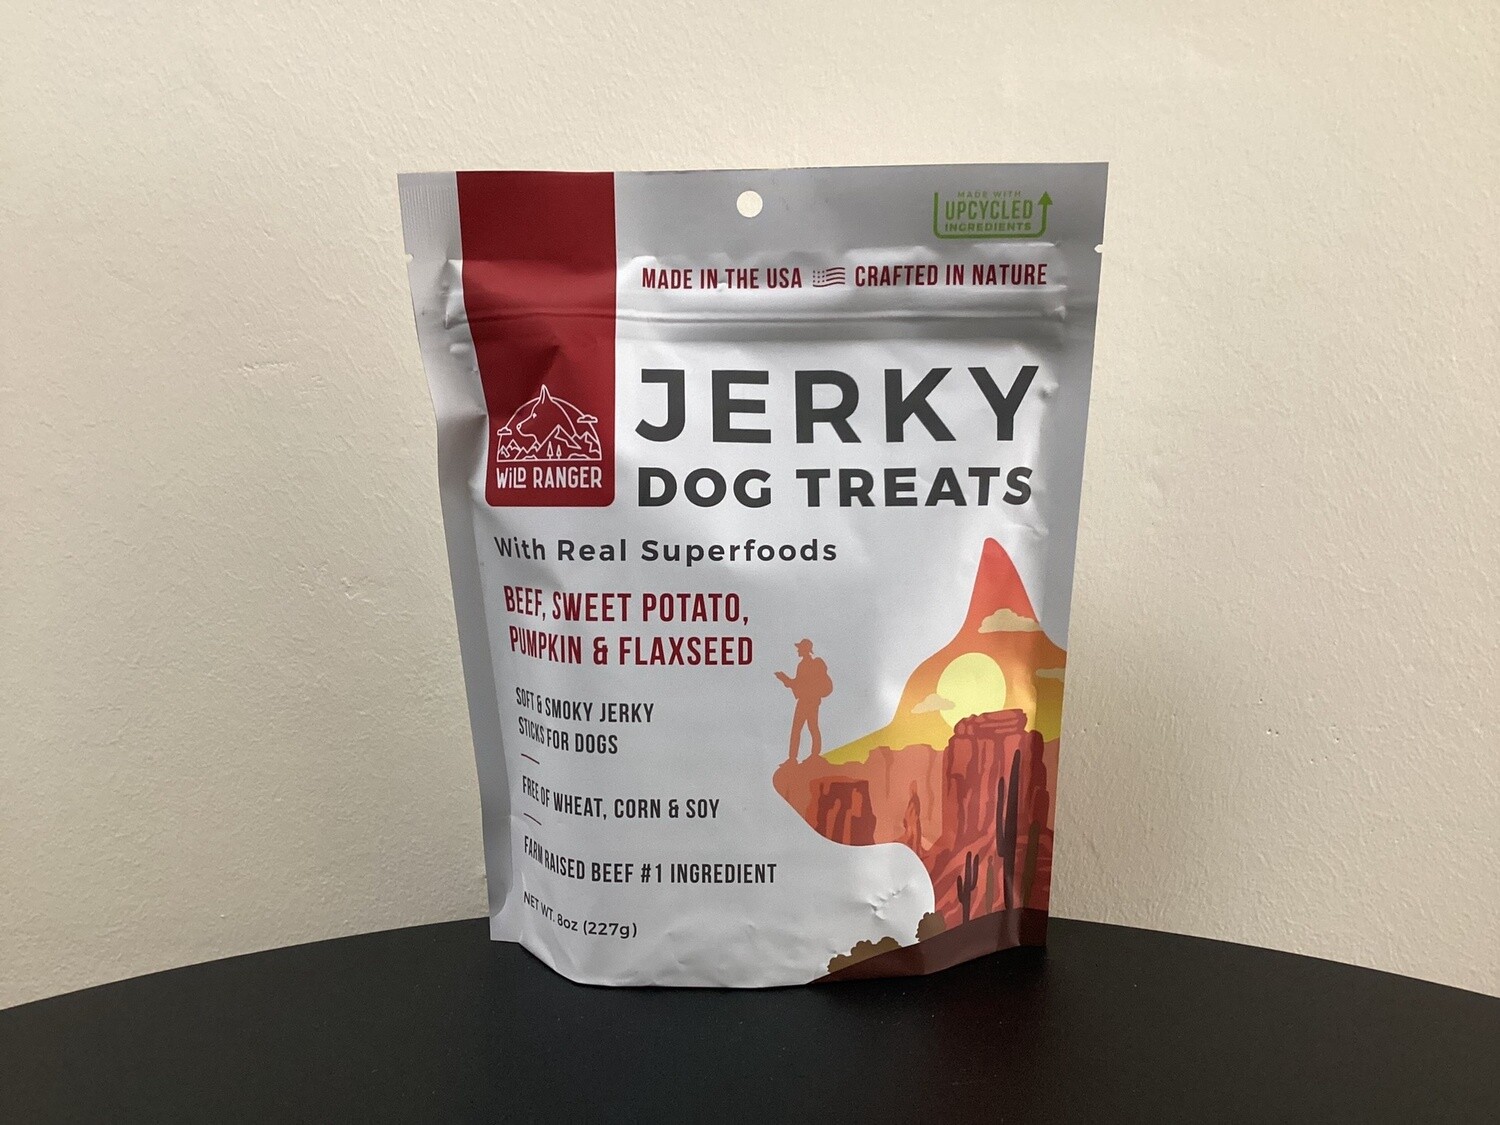 MADE WITH
UPCYCLED
INGREDIENTS
MADE IN THE USA CRAFTED IN NATURE
WiLD RANGER
JERKY
DOG TREATS
With Real Superfoods
BEEF, SWEET POTATO,
PUMPKIN & FLAXSEED
SOFT & SMOKY JERKY
STICKS FOR DOGS
FREE OF WHEAT, CORN & SOY
FARM RAISED BEEF #1 INGREDIENT
NET WT. 8oz (227g)